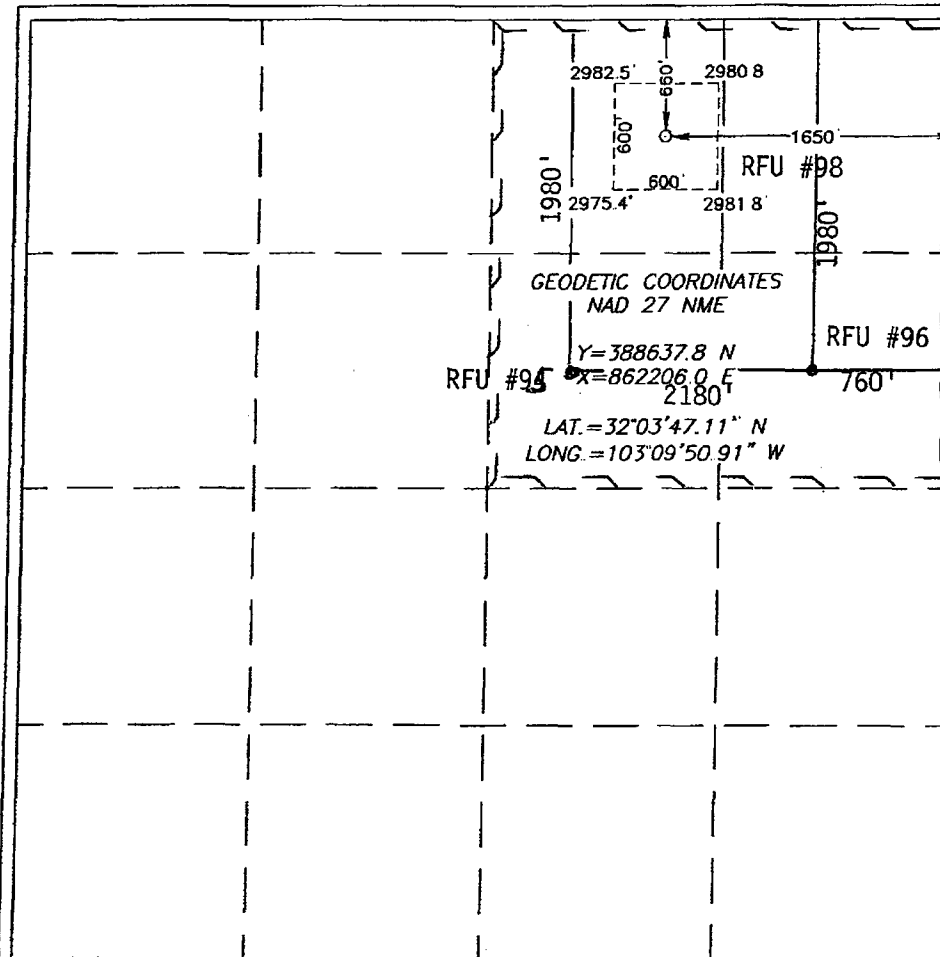 2982.5' 2980 8
660'
600'
1650'
RFU #98
600'
1980'
2975.4' 2981 8'
1980'
GEODETIC COORDINATES
NAD 27 NME
RFU #96
Y=388637.8 N
X=862206.0 E
760'
2180'
LAT.=32°03'47.11" N
LONG.=103°09'50.91" W